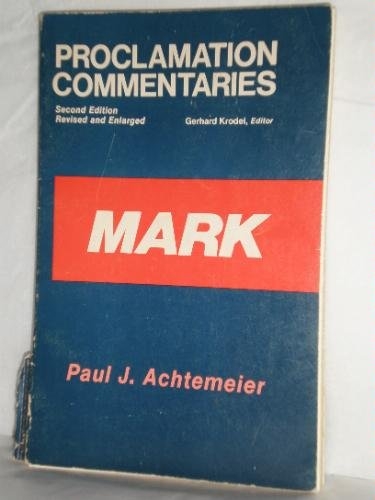 PROCLAMATION
COMMENTARIES
Second Edition
Revised and Enlarged Gerhard Krodel, Editor
MARK
Paul J. Achtemeier